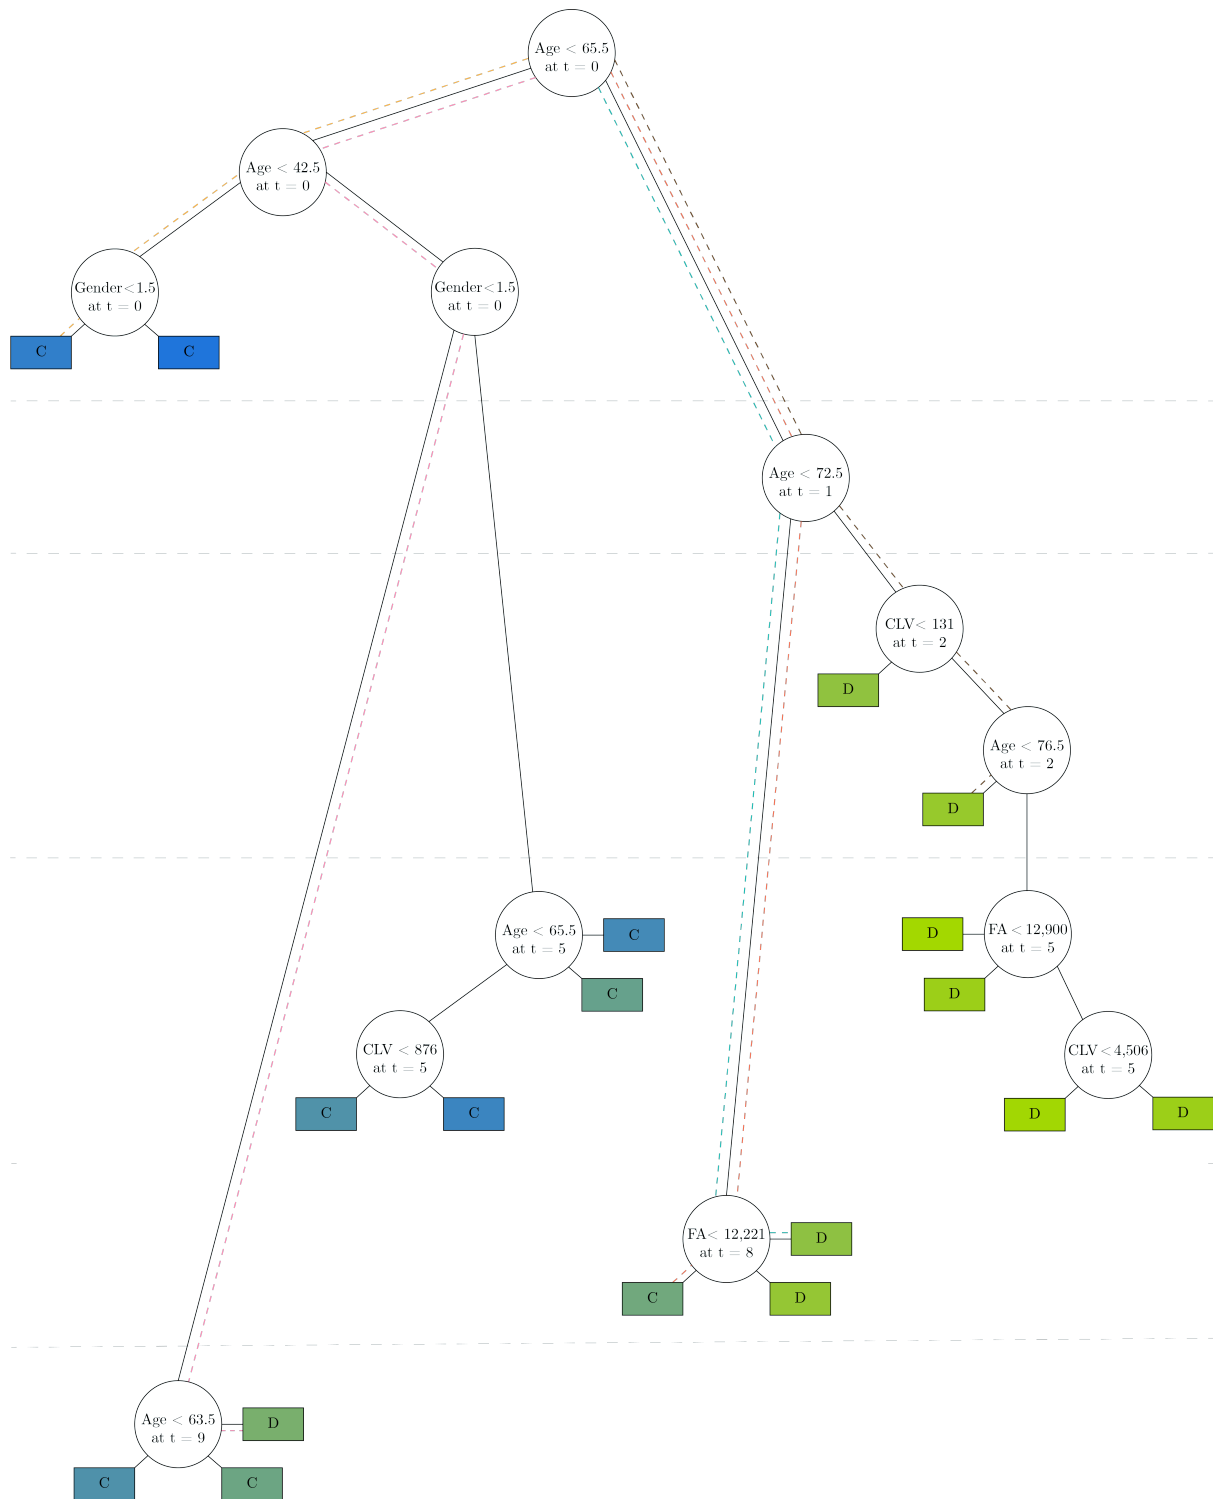 Age < 65.5
at t = 0
Age < 42.5
at t = 0
Gender<1.5
at t = 0
Gender<1.5
at t = 0
C
C
Age < 72.5
at t = 1
CLV< 131
at t = 2
D
Age < 76.5
at t = 2
D
Age < 65.5
at t = 5
C
D
FA<12,900
at t = 5
C
D
CLV < 876
at t = 5
CLV<4,506
at t = 5
C
C
D
D
FA< 12,221
at t = 8
D
C
D
Age < 63.5
at t = 9
D
C
C